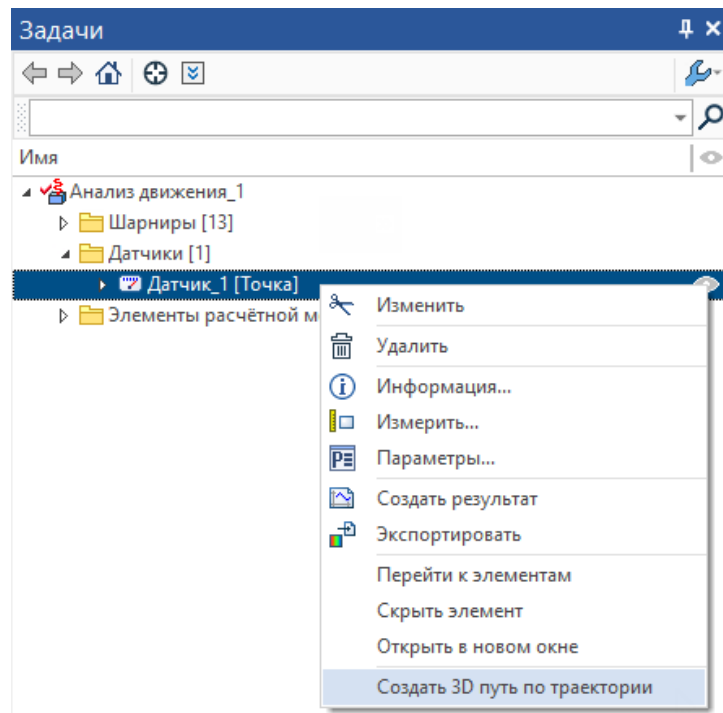 Задачи
Имя
Анализ движения_1
Шарниры [13]
Датчики [1]
Датчик_1 [Точка]
Элементы расчётной м
Изменить
Удалить
Информация...
Измерить...
Параметры...
Создать результат
Экспортировать
Перейти к элементам
Скрыть элемент
Открыть в новом окне
Создать 3D путь по траектории